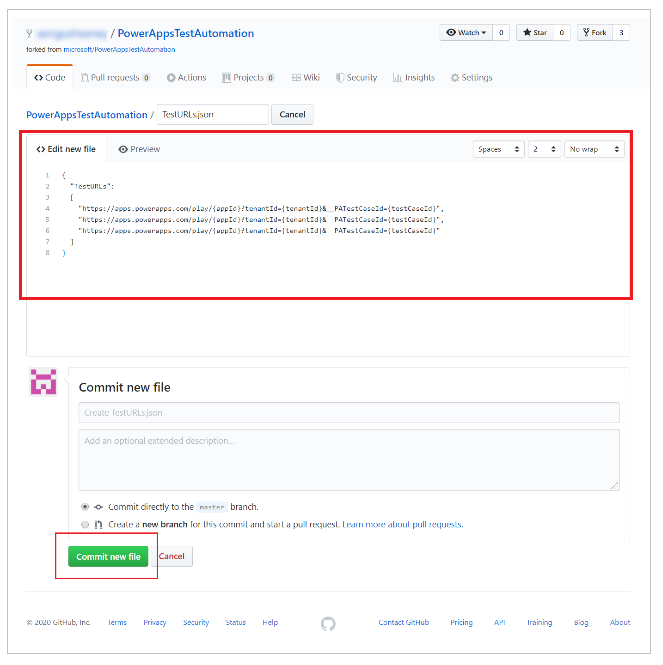 / PowerAppsTestAutomation
Watch 0 Star 0 Fork 3
forked from microsoft/PowerAppsTestAutomation
Code Pull requests 0 Actions Projects 0 Wiki Security Insights Settings
PowerAppsTestAutomation / TestURLs.json Cancel
Edit new file Preview Spaces 2 No wrap
1 {
2 "TestURLs":
3 [
4 "https://apps.powerapps.com/play/{appId}?tenantId={tenantId}&__PATestCaseId={testCaseId}",
5 "https://apps.powerapps.com/play/{appId}?tenantId={tenantId}&__PATestCaseId={testCaseId}",
6 "https://apps.powerapps.com/play/{appId}?tenantId={tenantId}&__PATestCaseId={testCaseId}"
7 ]
8 }
Commit new file
Create TestURLs.json
Add an optional extended description...
Commit directly to the master branch.
Create a new branch for this commit and start a pull request. Learn more about pull requests.
Commit new file Cancel
© 2020 GitHub, Inc. Terms Privacy Security Status Help Contact GitHub Pricing API Training Blog About